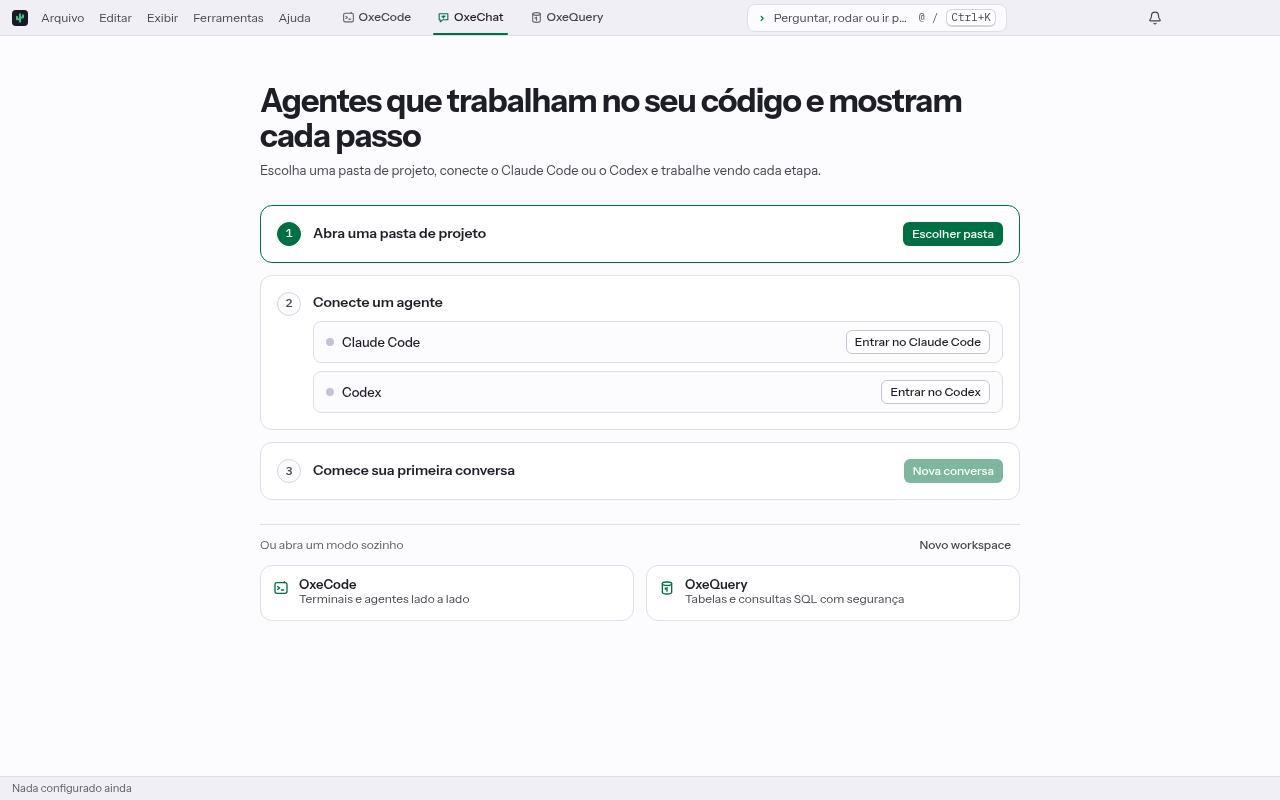 Arquivo Editar Exibir Ferramentas Ajuda OxeCode OxeChat OxeQuery › Perguntar, rodar ou ir p... @ / Ctrl+K
Agentes que trabalham no seu código e mostram
cada passo
Escolha uma pasta de projeto, conecte o Claude Code ou o Codex e trabalhe vendo cada etapa.
1 Abra uma pasta de projeto Escolher pasta
2 Conecte um agente
Claude Code Entrar no Claude Code
Codex Entrar no Codex
3 Comece sua primeira conversa Nova conversa
Ou abra um modo sozinho Novo workspace
OxeCode
Terminais e agentes lado a lado
OxeQuery
Tabelas e consultas SQL com segurança
Nada configurado ainda